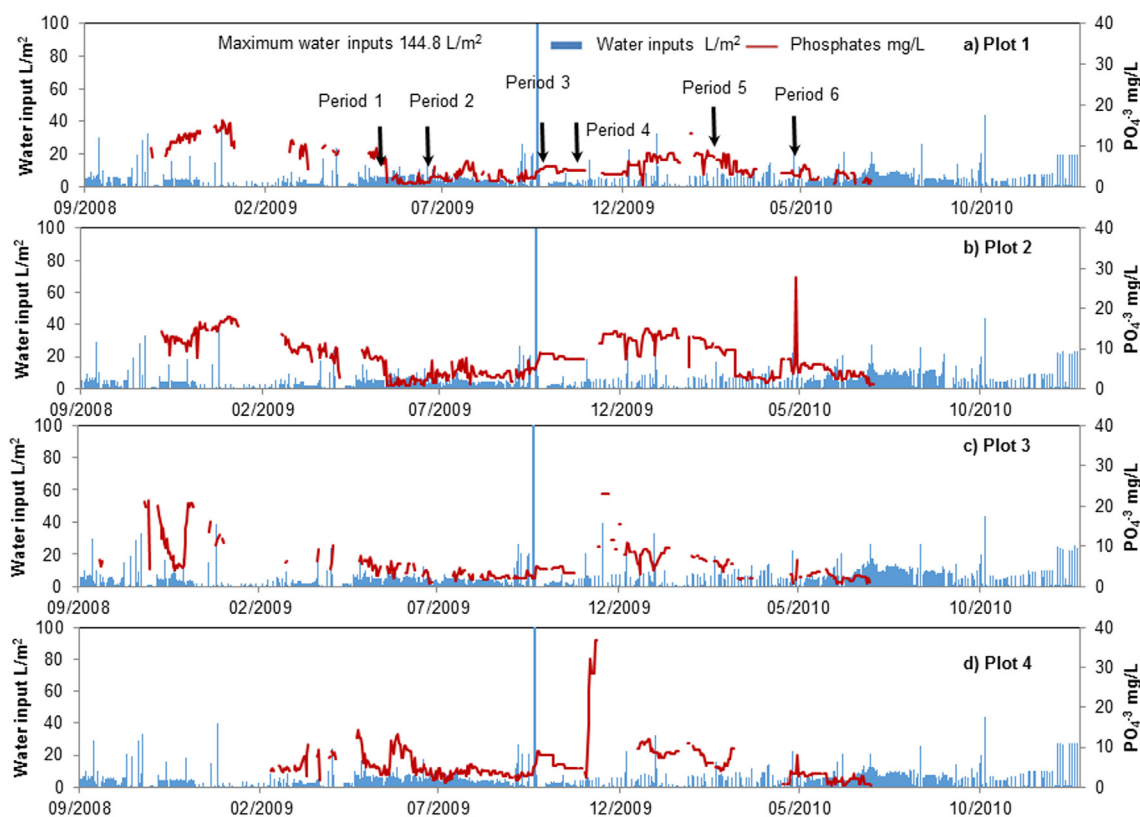 Maximum water inputs 144.8 L/m²
Water inputs L/m²
Phosphates mg/L
a) Plot 1
Period 1
Period 2
Period 3
Period 4
Period 5
Period 6
Water input L/m²
100
80
60
40
20
0
PO₄⁻³ mg/L
40
30
20
10
0
09/2008 02/2009 07/2009 12/2009 05/2010 10/2010
b) Plot 2
Water input L/m²
100
80
60
40
20
0
PO₄⁻³ mg/L
40
30
20
10
0
09/2008 02/2009 07/2009 12/2009 05/2010 10/2010
c) Plot 3
Water input L/m²
100
80
60
40
20
0
PO₄⁻³ mg/L
40
30
20
10
0
09/2008 02/2009 07/2009 12/2009 05/2010 10/2010
d) Plot 4
Water input L/m²
100
80
60
40
20
0
PO₄⁻³ mg/L
40
30
20
10
0
09/2008 02/2009 07/2009 12/2009 05/2010 10/2010